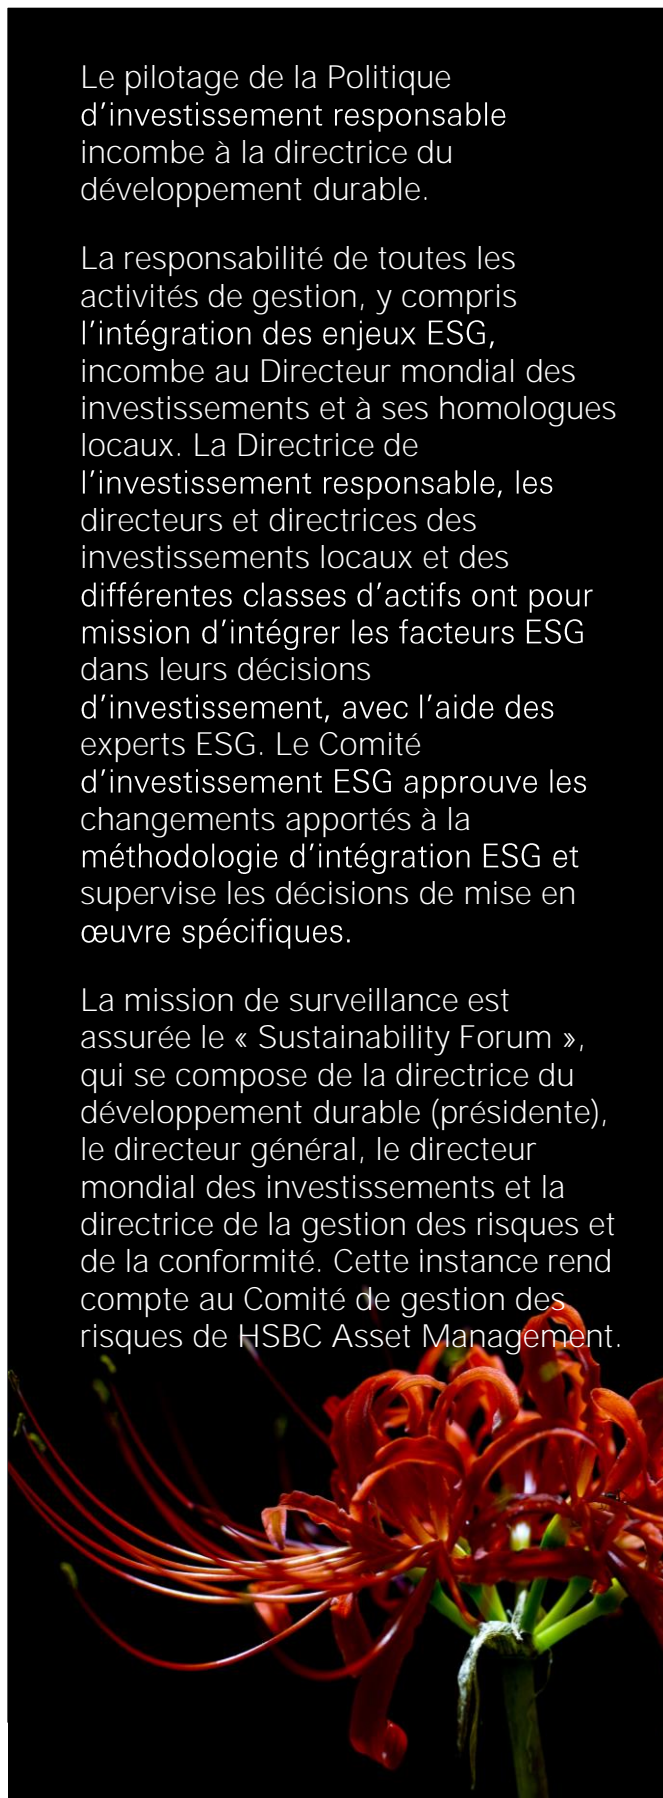 Le pilotage de la Politique
d’investissement responsable
incombe à la directrice du
développement durable.
La responsabilité de toutes les
activités de gestion, y compris
l’intégration des enjeux ESG,
incombe au Directeur mondial des
investissements et à ses homologues
locaux. La Directrice de
l’investissement responsable, les
directeurs et directrices des
investissements locaux et des
différentes classes d’actifs ont pour
mission d’intégrer les facteurs ESG
dans leurs décisions
d’investissement, avec l’aide des
experts ESG. Le Comité
d’investissement ESG approuve les
changements apportés à la
méthodologie d’intégration ESG et
supervise les décisions de mise en
œuvre spécifiques.
La mission de surveillance est
assurée le « Sustainability Forum »,
qui se compose de la directrice du
développement durable (présidente),
le directeur général, le directeur
mondial des investissements et la
directrice de la gestion des risques et
de la conformité. Cette instance rend
compte au Comité de gestion des
risques de HSBC Asset Management.